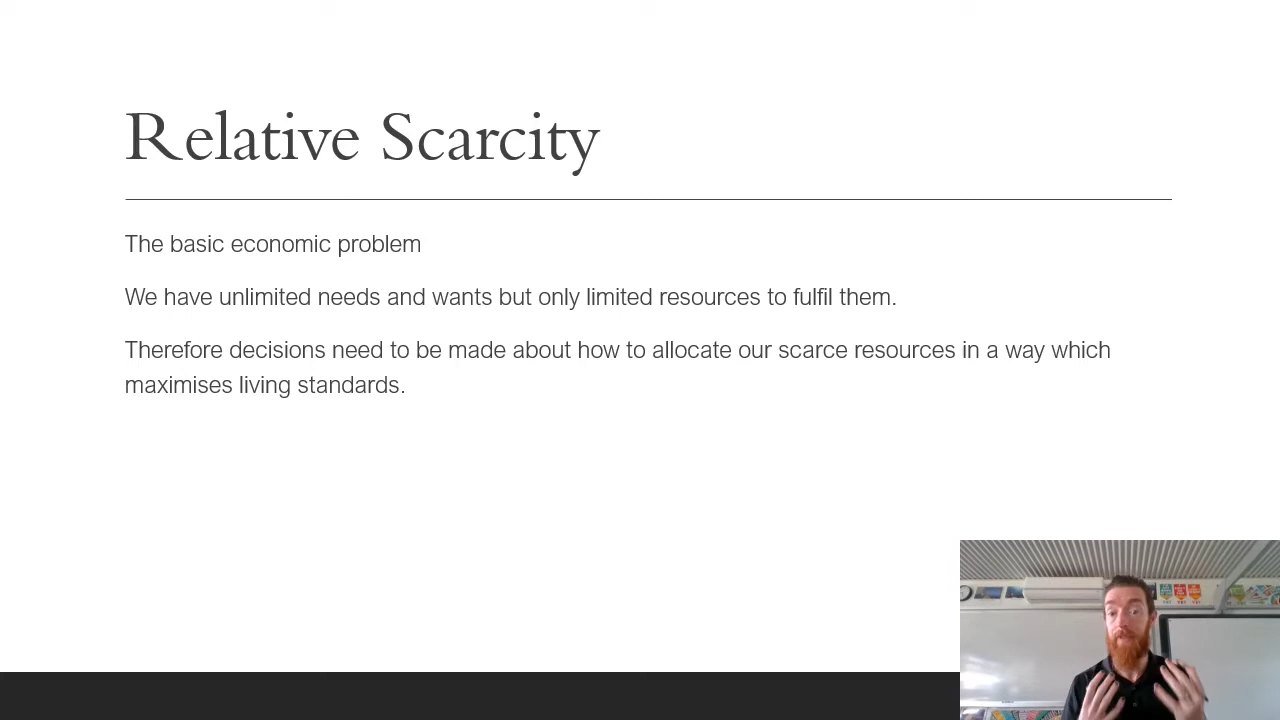 Relative Scarcity
The basic economic problem
We have unlimited needs and wants but only limited resources to fulfil them.
Therefore decisions need to be made about how to allocate our scarce resources in a way which
maximises living standards.